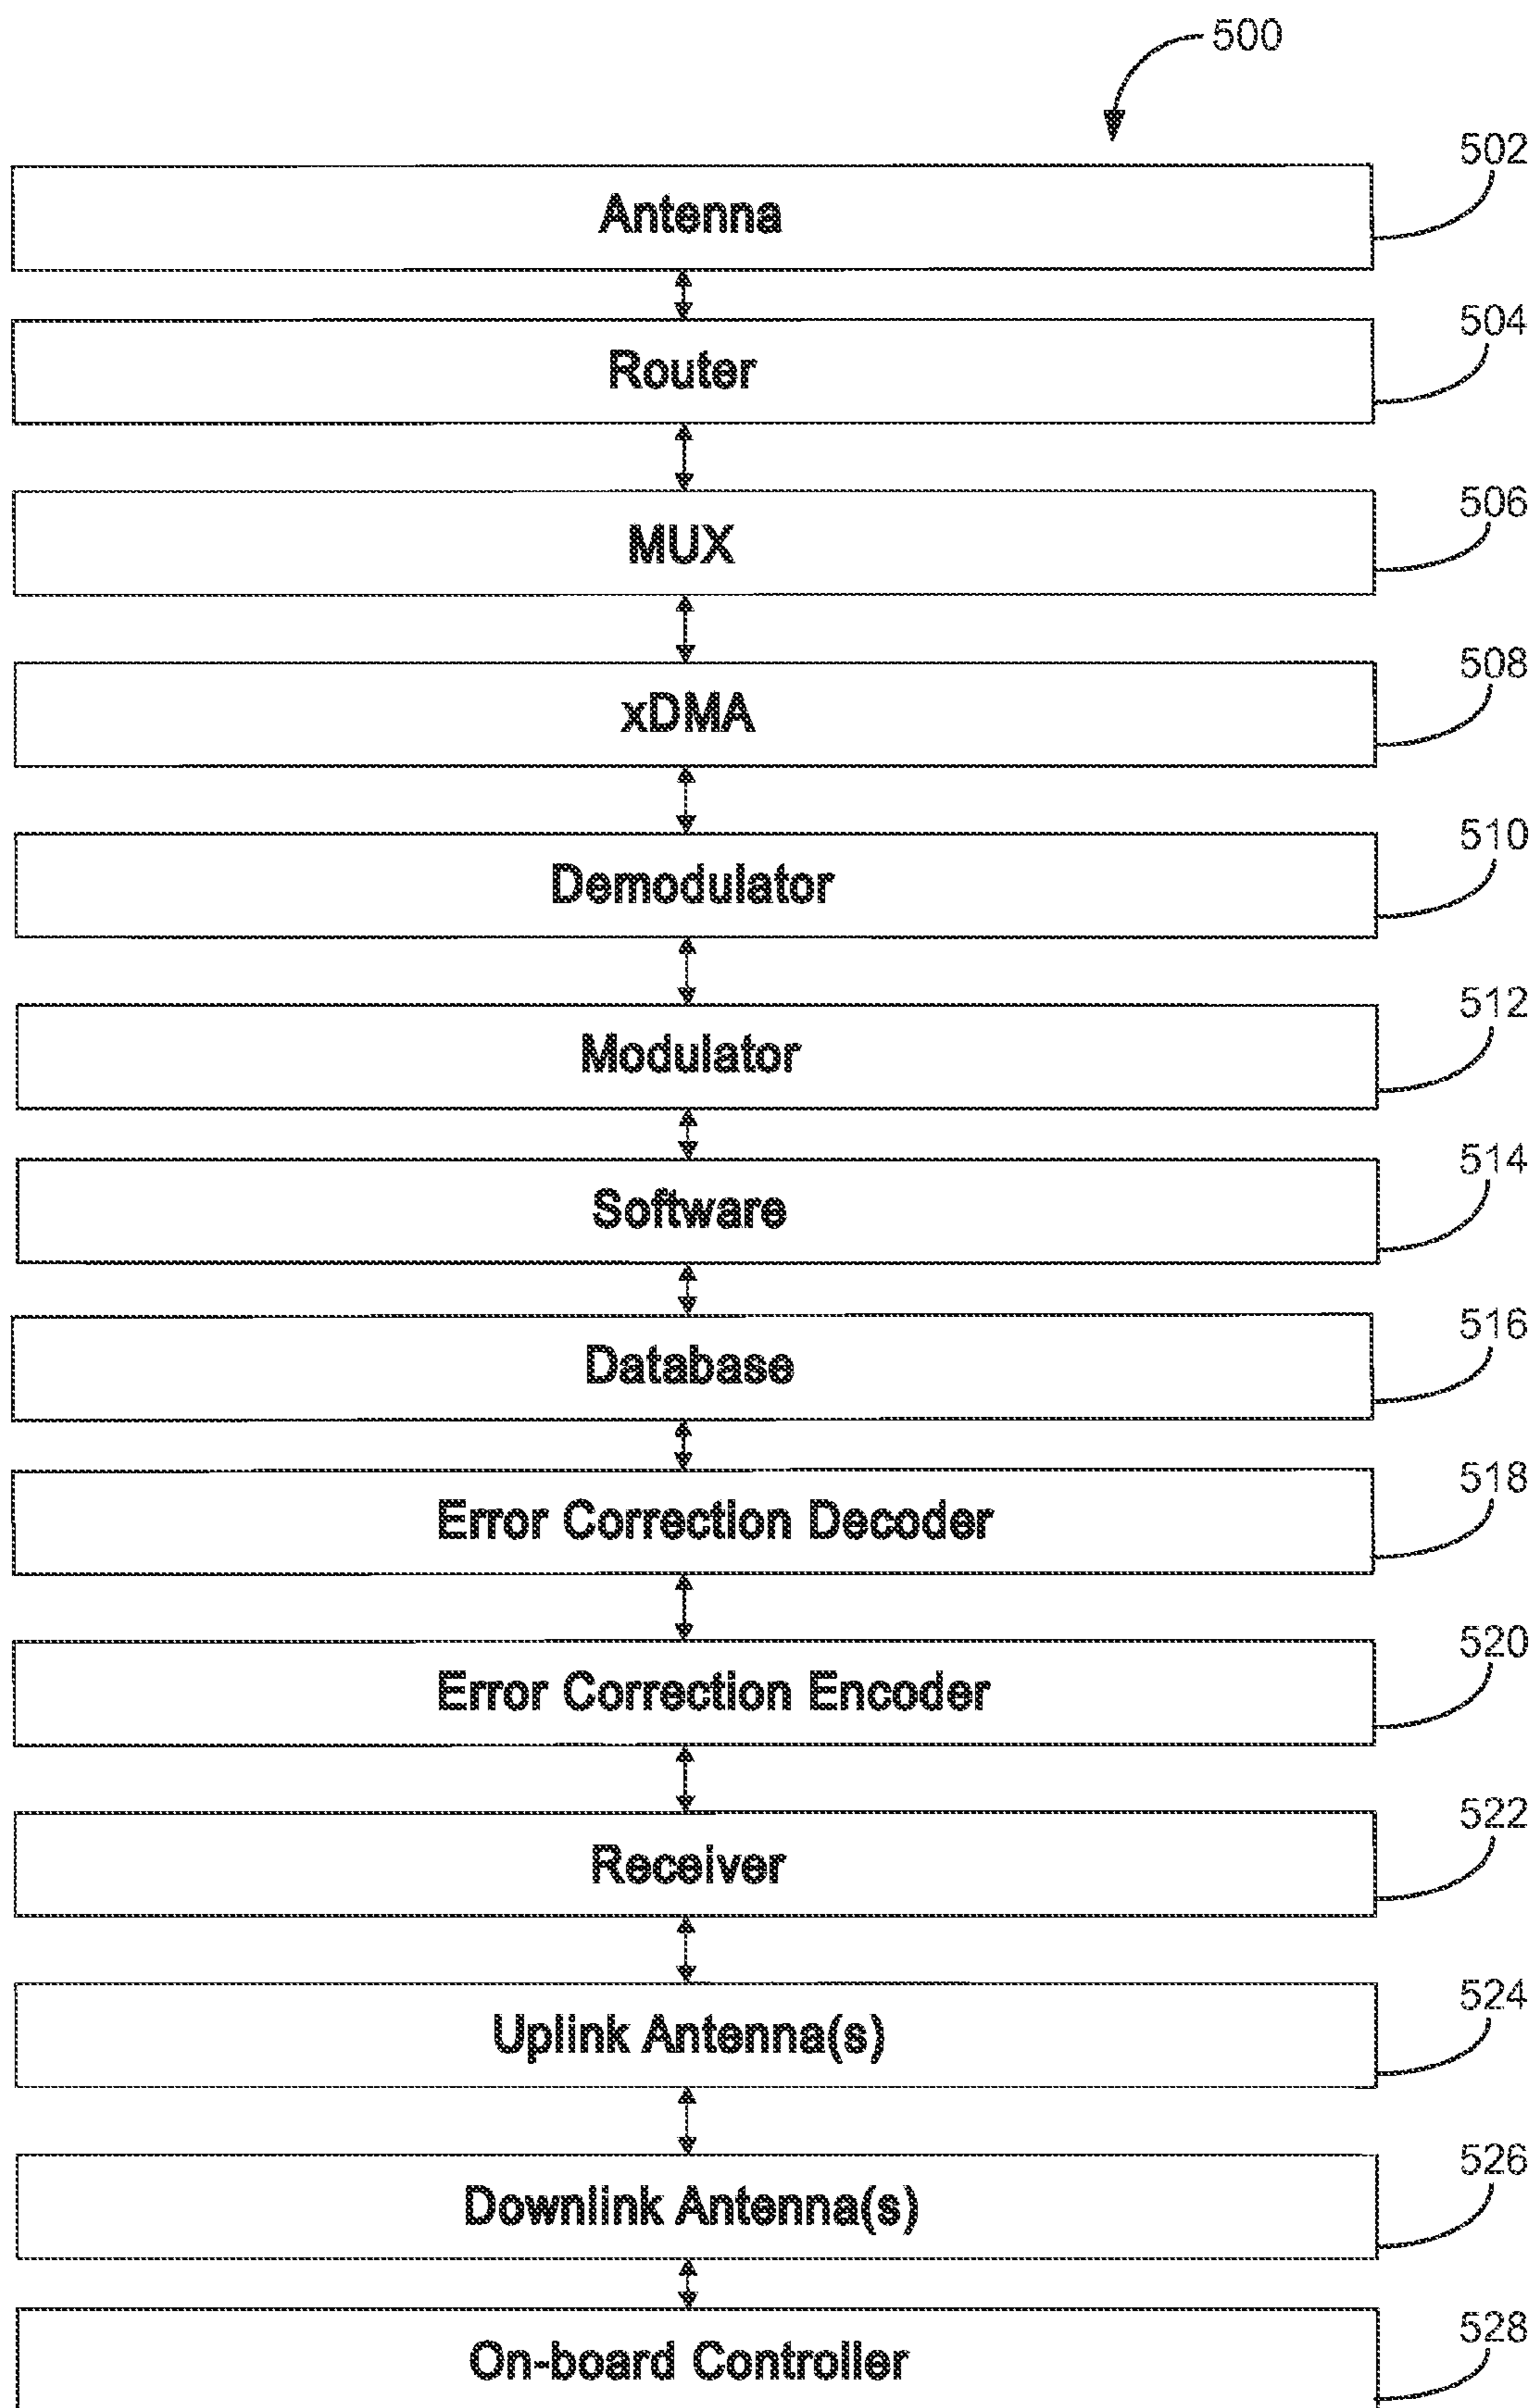 500
502
Antenna
504
Router
506
MUX
508
xDMA
510
Demodulator
512
Modulator
514
Software
516
Database
518
Error Correction Decoder
520
Error Correction Encoder
522
Receiver
524
Uplink Antenna(s)
526
Downlink Antenna(s)
528
On-board Controller